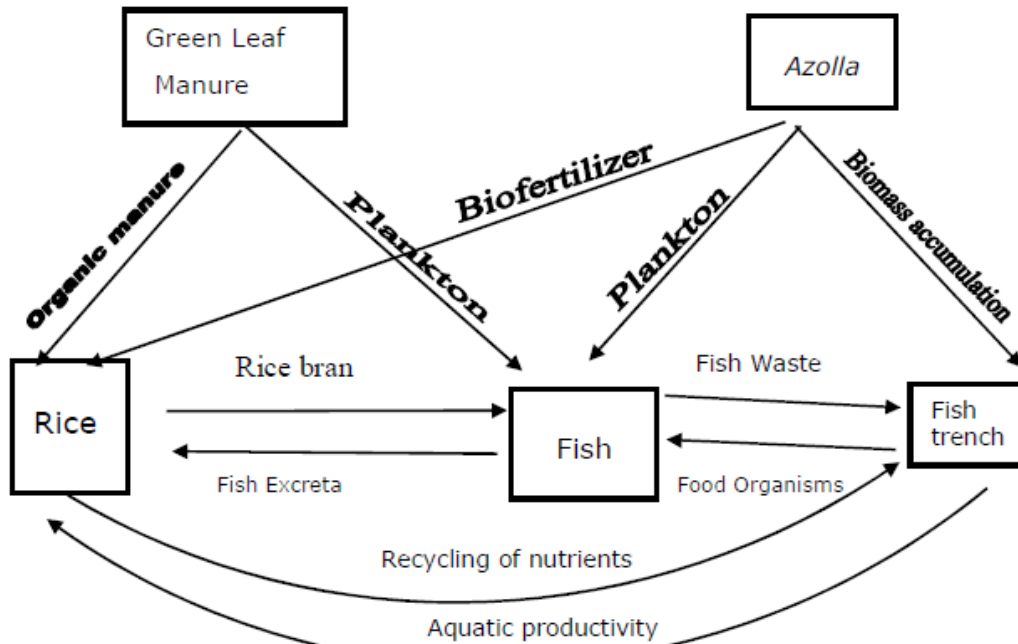 Green Leaf
Manure
Azolla
Organic manure
Plankton
Biofertilizer
Plankton
Biomass accumulation
Rice bran
Fish Waste
Rice
Fish
Fish
trench
Fish Excreta
Food Organisms
Recycling of nutrients
Aquatic productivity